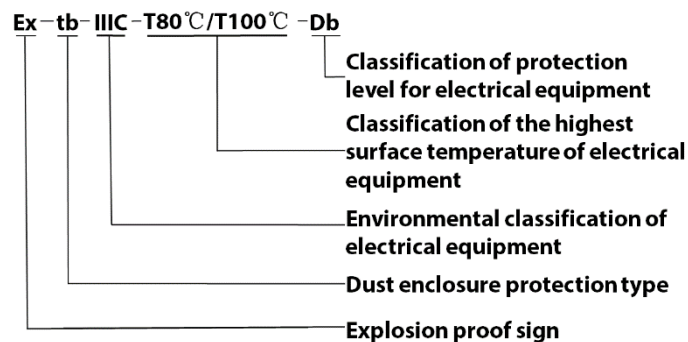 Ex-tb-IIIC-T80℃/T100℃-Db
Classification of protection
level for electrical equipment
Classification of the highest
surface temperature of electrical
equipment
Environmental classification of
electrical equipment
Dust enclosure protection type
Explosion proof sign